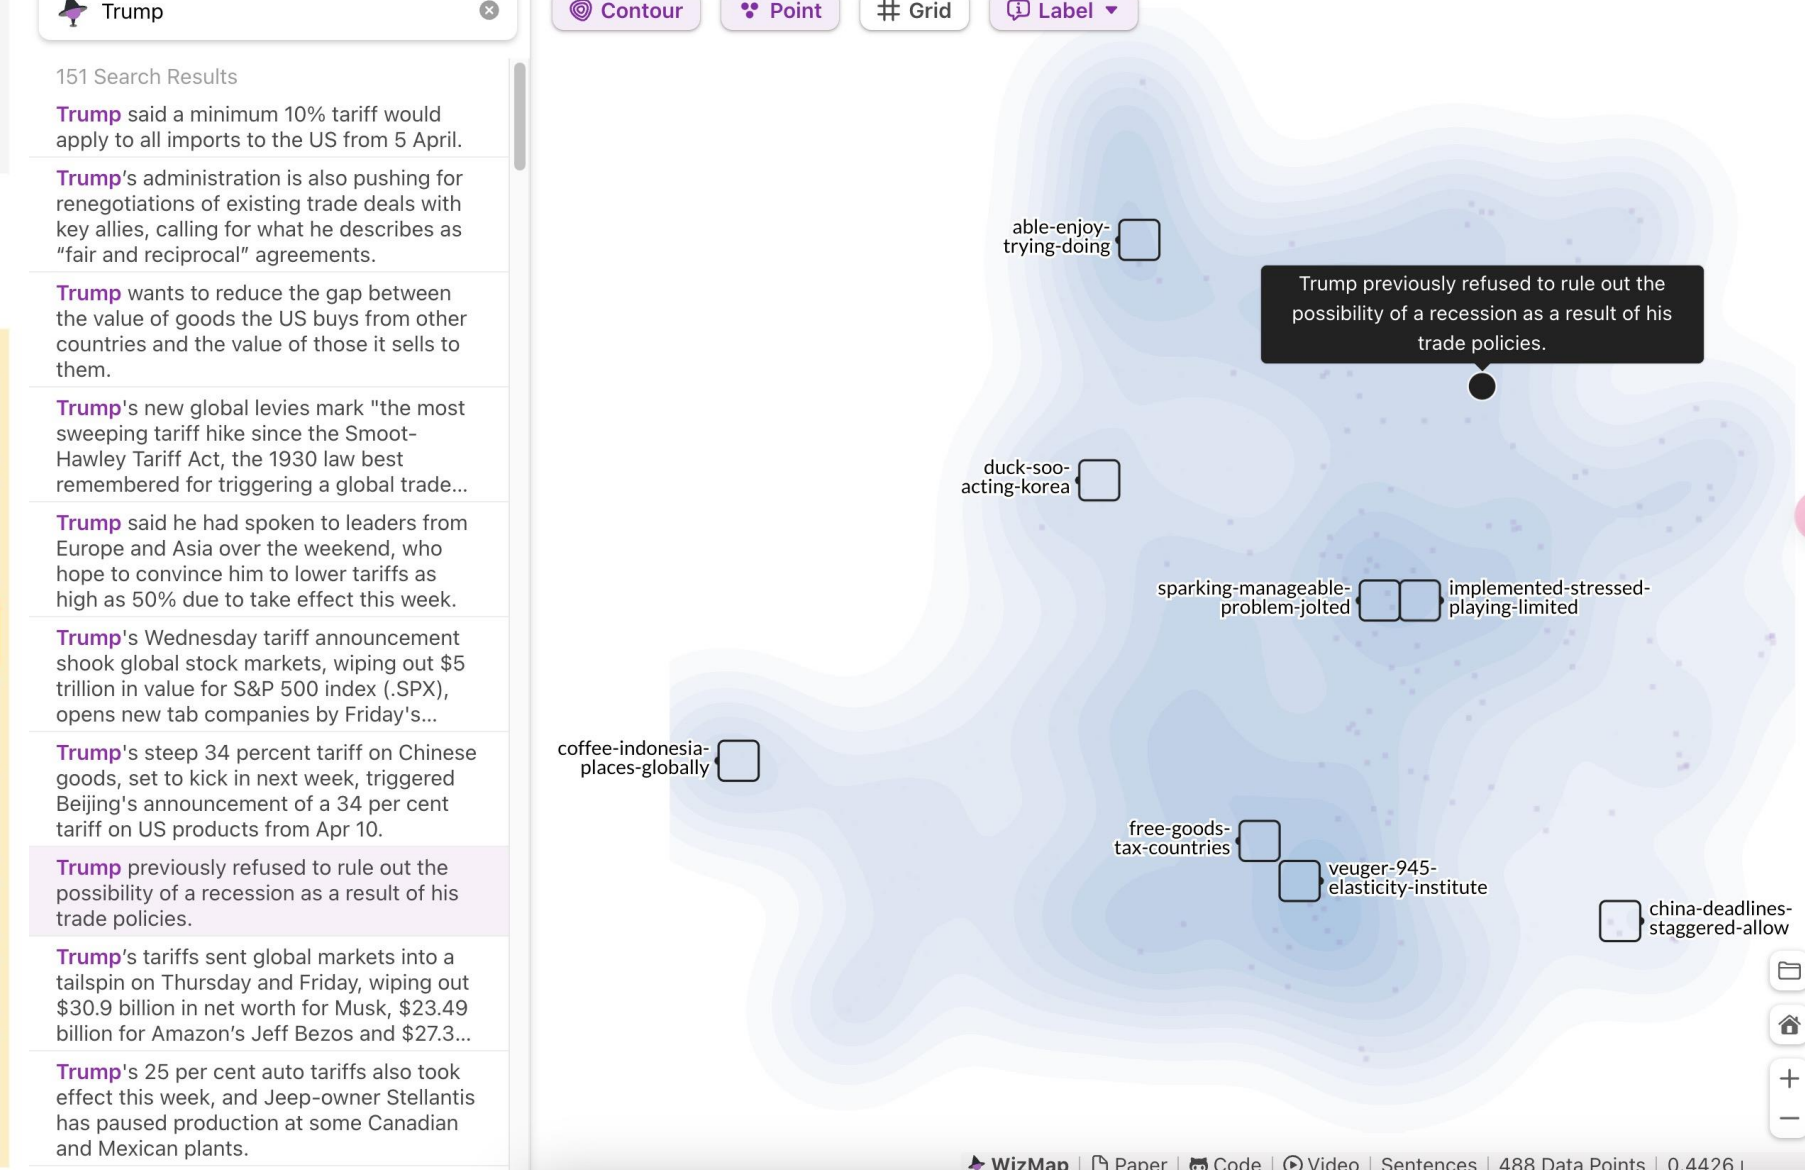 Trump
Contour
Point
Grid
Label
151 Search Results
Trump said a minimum 10% tariff would
apply to all imports to the US from 5 April.
Trump’s administration is also pushing for
renegotiations of existing trade deals with
key allies, calling for what he describes as
“fair and reciprocal” agreements.
Trump wants to reduce the gap between
the value of goods the US buys from other
countries and the value of those it sells to
them.
Trump's new global levies mark "the most
sweeping tariff hike since the Smoot-
Hawley Tariff Act, the 1930 law best
remembered for triggering a global trade...
Trump said he had spoken to leaders from
Europe and Asia over the weekend, who
hope to convince him to lower tariffs as
high as 50% due to take effect this week.
Trump's Wednesday tariff announcement
shook global stock markets, wiping out $5
trillion in value for S&P 500 index (.SPX),
opens new tab companies by Friday's...
Trump's steep 34 percent tariff on Chinese
goods, set to kick in next week, triggered
Beijing's announcement of a 34 per cent
tariff on US products from Apr 10.
Trump previously refused to rule out the
possibility of a recession as a result of his
trade policies.
Trump’s tariffs sent global markets into a
tailspin on Thursday and Friday, wiping out
$30.9 billion in net worth for Musk, $23.49
billion for Amazon’s Jeff Bezos and $27.3...
Trump's 25 per cent auto tariffs also took
effect this week, and Jeep-owner Stellantis
has paused production at some Canadian
and Mexican plants.
able-enjoy-
trying-doing
Trump previously refused to rule out the
possibility of a recession as a result of his
trade policies.
duck-soo-
acting-korea
sparking-manageable-
problem-jolted
implemented-stressed-
playing-limited
coffee-indonesia-
places-globally
free-goods-
tax-countries
veuger-945-
elasticity-institute
china-deadlines-
staggered-allow
WizMap
Paper
Code
Video
Sentences
488 Data Points
0.4426